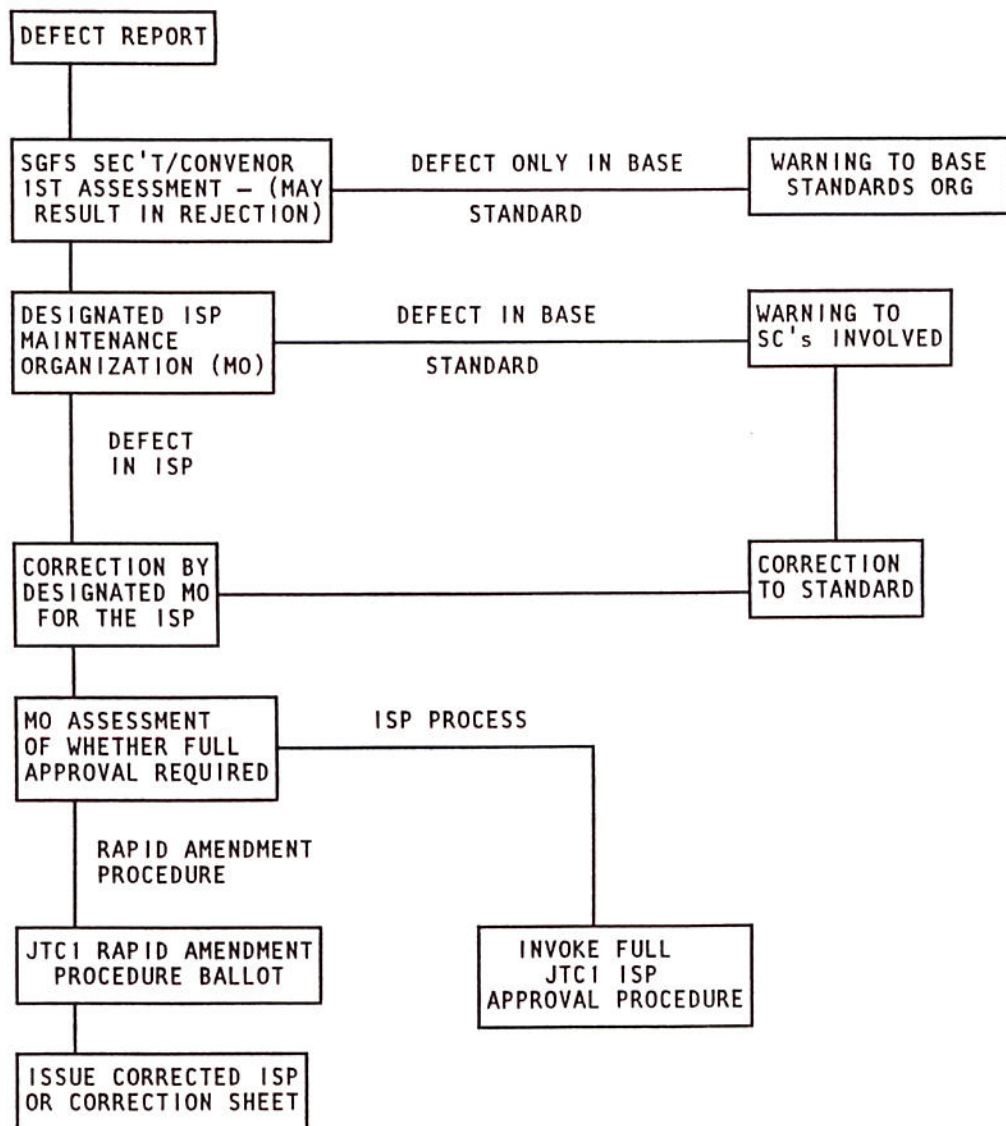 DEFECT REPORT
SGFS SEC'T/CONVENOR
1ST ASSESSMENT — (MAY
RESULT IN REJECTION)
DEFECT ONLY IN BASE
STANDARD
WARNING TO BASE
STANDARDS ORG
DESIGNATED ISP
MAINTENANCE
ORGANIZATION (MO)
DEFECT IN BASE
STANDARD
WARNING TO
SC's INVOLVED
DEFECT
IN ISP
CORRECTION BY
DESIGNATED MO
FOR THE ISP
CORRECTION
TO STANDARD
MO ASSESSMENT
OF WHETHER FULL
APPROVAL REQUIRED
ISP PROCESS
RAPID AMENDMENT
PROCEDURE
JTC1 RAPID AMENDMENT
PROCEDURE BALLOT
INVOKE FULL
JTC1 ISP
APPROVAL PROCEDURE
ISSUE CORRECTED ISP
OR CORRECTION SHEET